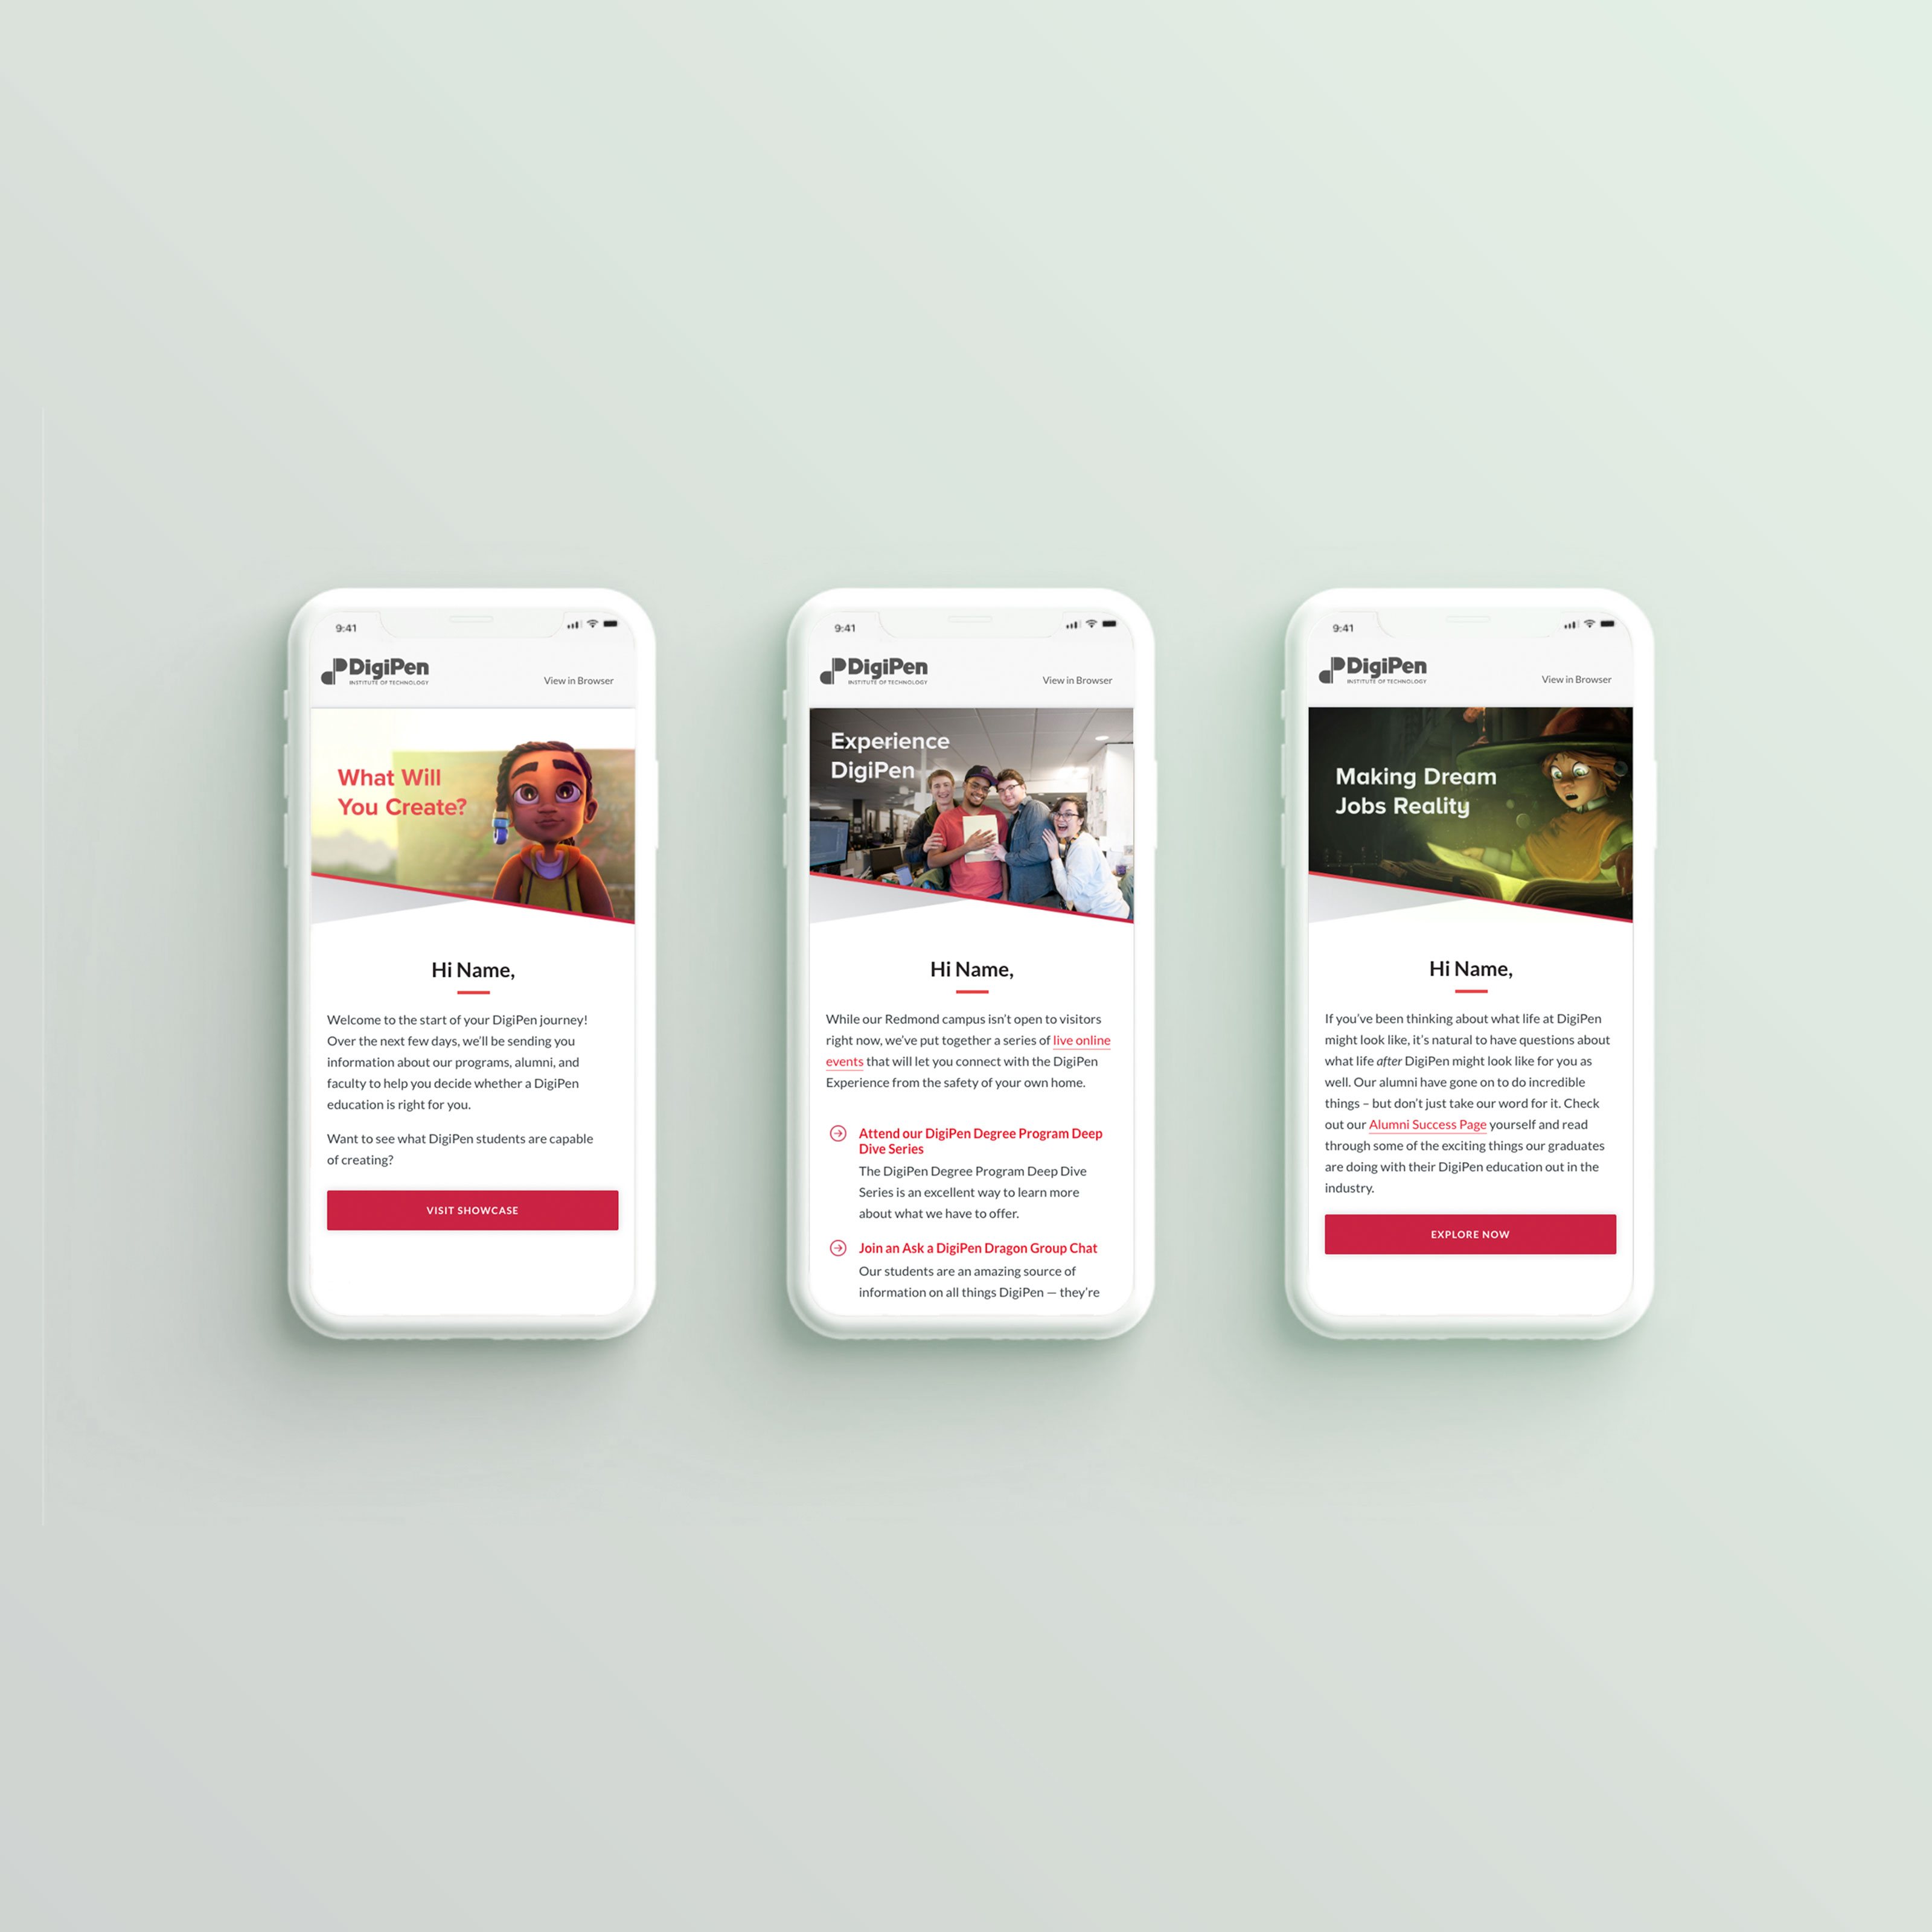 9:41
DigiPen
INSTITUTE OF TECHNOLOGY
View in Browser
What Will
You Create?
Hi Name,
Welcome to the start of your DigiPen journey!
Over the next few days, we'll be sending you
information about our programs, alumni, and
faculty to help you decide whether a DigiPen
education is right for you.
Want to see what DigiPen students are capable
of creating?
VISIT SHOWCASE
9:41
DigiPen
INSTITUTE OF TECHNOLOGY
View in Browser
Experience
DigiPen
Hi Name,
While our Redmond campus isn't open to visitors
right now, we've put together a series of live online
events that will let you connect with the DigiPen
Experience from the safety of your own home.
Attend our DigiPen Degree Program Deep
Dive Series
The DigiPen Degree Program Deep Dive
Series is an excellent way to learn more
about what we have to offer.
Join an Ask a DigiPen Dragon Group Chat
Our students are an amazing source of
information on all things DigiPen — they're
9:41
DigiPen
INSTITUTE OF TECHNOLOGY
View in Browser
Making Dream
Jobs Reality
Hi Name,
If you've been thinking about what life at DigiPen
might look like, it's natural to have questions about
what life after DigiPen might look like for you as
well. Our alumni have gone on to do incredible
things – but don't just take our word for it. Check
out our Alumni Success Page yourself and read
through some of the exciting things our graduates
are doing with their DigiPen education out in the
industry.
EXPLORE NOW